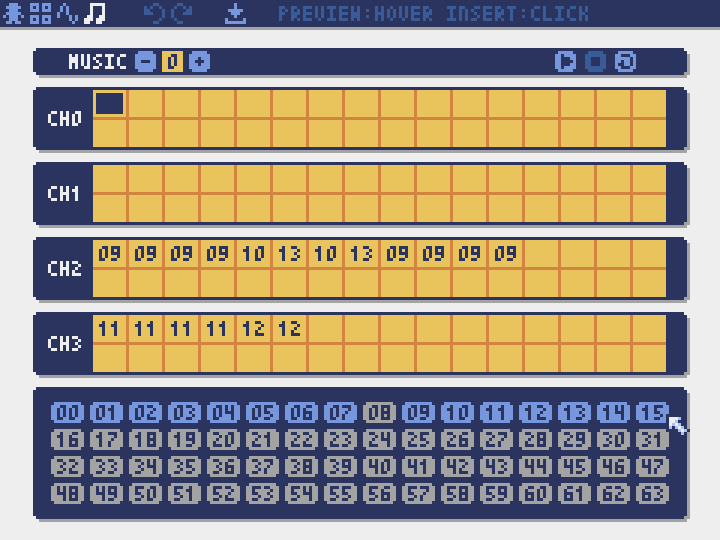 PREVIEW:HOVER INSERT:CLICK
MUSIC - 0 +
CH0
CH1
CH2 09 09 09 09 10 13 10 13 09 09 09 09
CH3 11 11 11 11 12 12
00 01 02 03 04 05 06 07 08 09 10 11 12 13 14 15
16 17 18 19 20 21 22 23 24 25 26 27 28 29 30 31
32 33 34 35 36 37 38 39 40 41 42 43 44 45 46 47
48 49 50 51 52 53 54 55 56 57 58 59 60 61 62 63